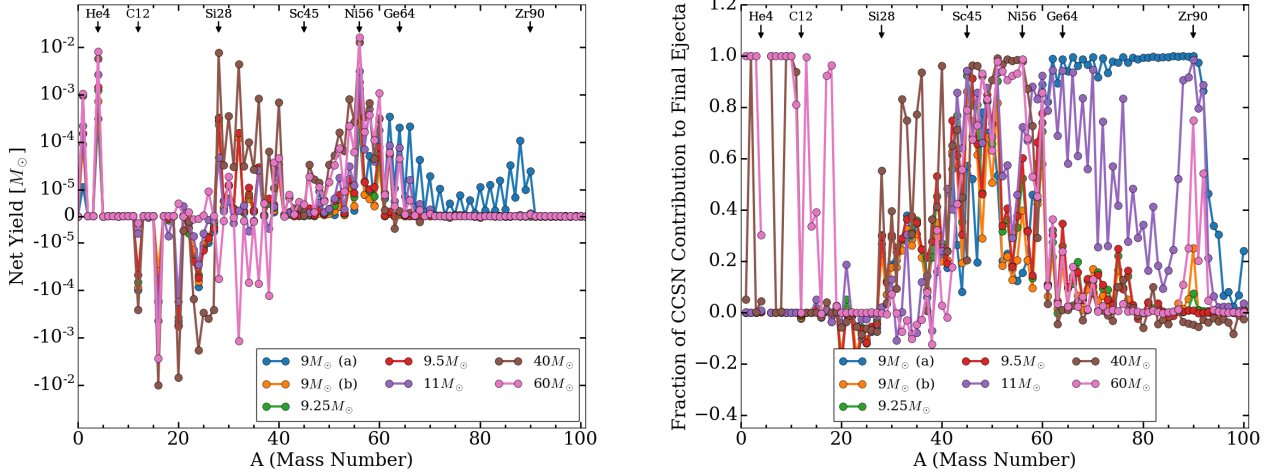 He4 C12 Si28 Sc45 Ni56 Ge64 Zr90
10⁻²
10⁻³
10⁻⁴
10⁻⁵
0
-10⁻⁵
-10⁻⁴
-10⁻³
-10⁻²
Net Yield [M☉]
9M☉ (a) 9.5M☉ 40M☉
9M☉ (b) 11M☉ 60M☉
9.25M☉
0 20 40 60 80 100
A (Mass Number)
He4 C12 Si28 Sc45 Ni56 Ge64 Zr90
1.2
1.0
0.8
0.6
0.4
0.2
0.0
−0.2
−0.4
Fraction of CCSN Contribution to Final Ejecta
9M☉ (a) 9.5M☉ 40M☉
9M☉ (b) 11M☉ 60M☉
9.25M☉
0 20 40 60 80 100
A (Mass Number)